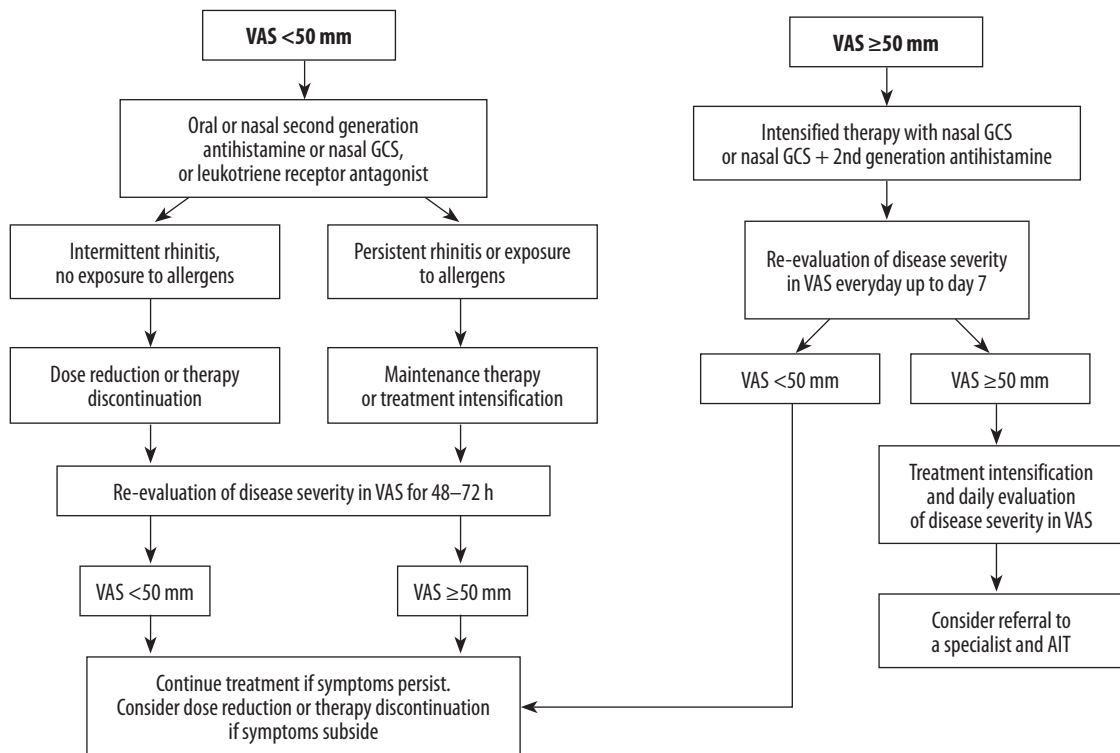 VAS <50 mm
Oral or nasal second generation
antihistamine or nasal GCS,
or leukotriene receptor antagonist
Intermittent rhinitis,
no exposure to allergens
Persistent rhinitis or exposure
to allergens
Dose reduction or therapy
discontinuation
Maintenance therapy
or treatment intensification
Re-evaluation of disease severity in VAS for 48–72 h
VAS <50 mm
VAS ≥50 mm
Continue treatment if symptoms persist.
Consider dose reduction or therapy discontinuation
if symptoms subside
VAS ≥50 mm
Intensified therapy with nasal GCS
or nasal GCS + 2nd generation antihistamine
Re-evaluation of disease severity
in VAS everyday up to day 7
VAS <50 mm
VAS ≥50 mm
Treatment intensification
and daily evaluation
of disease severity in VAS
Consider referral to
a specialist and AIT